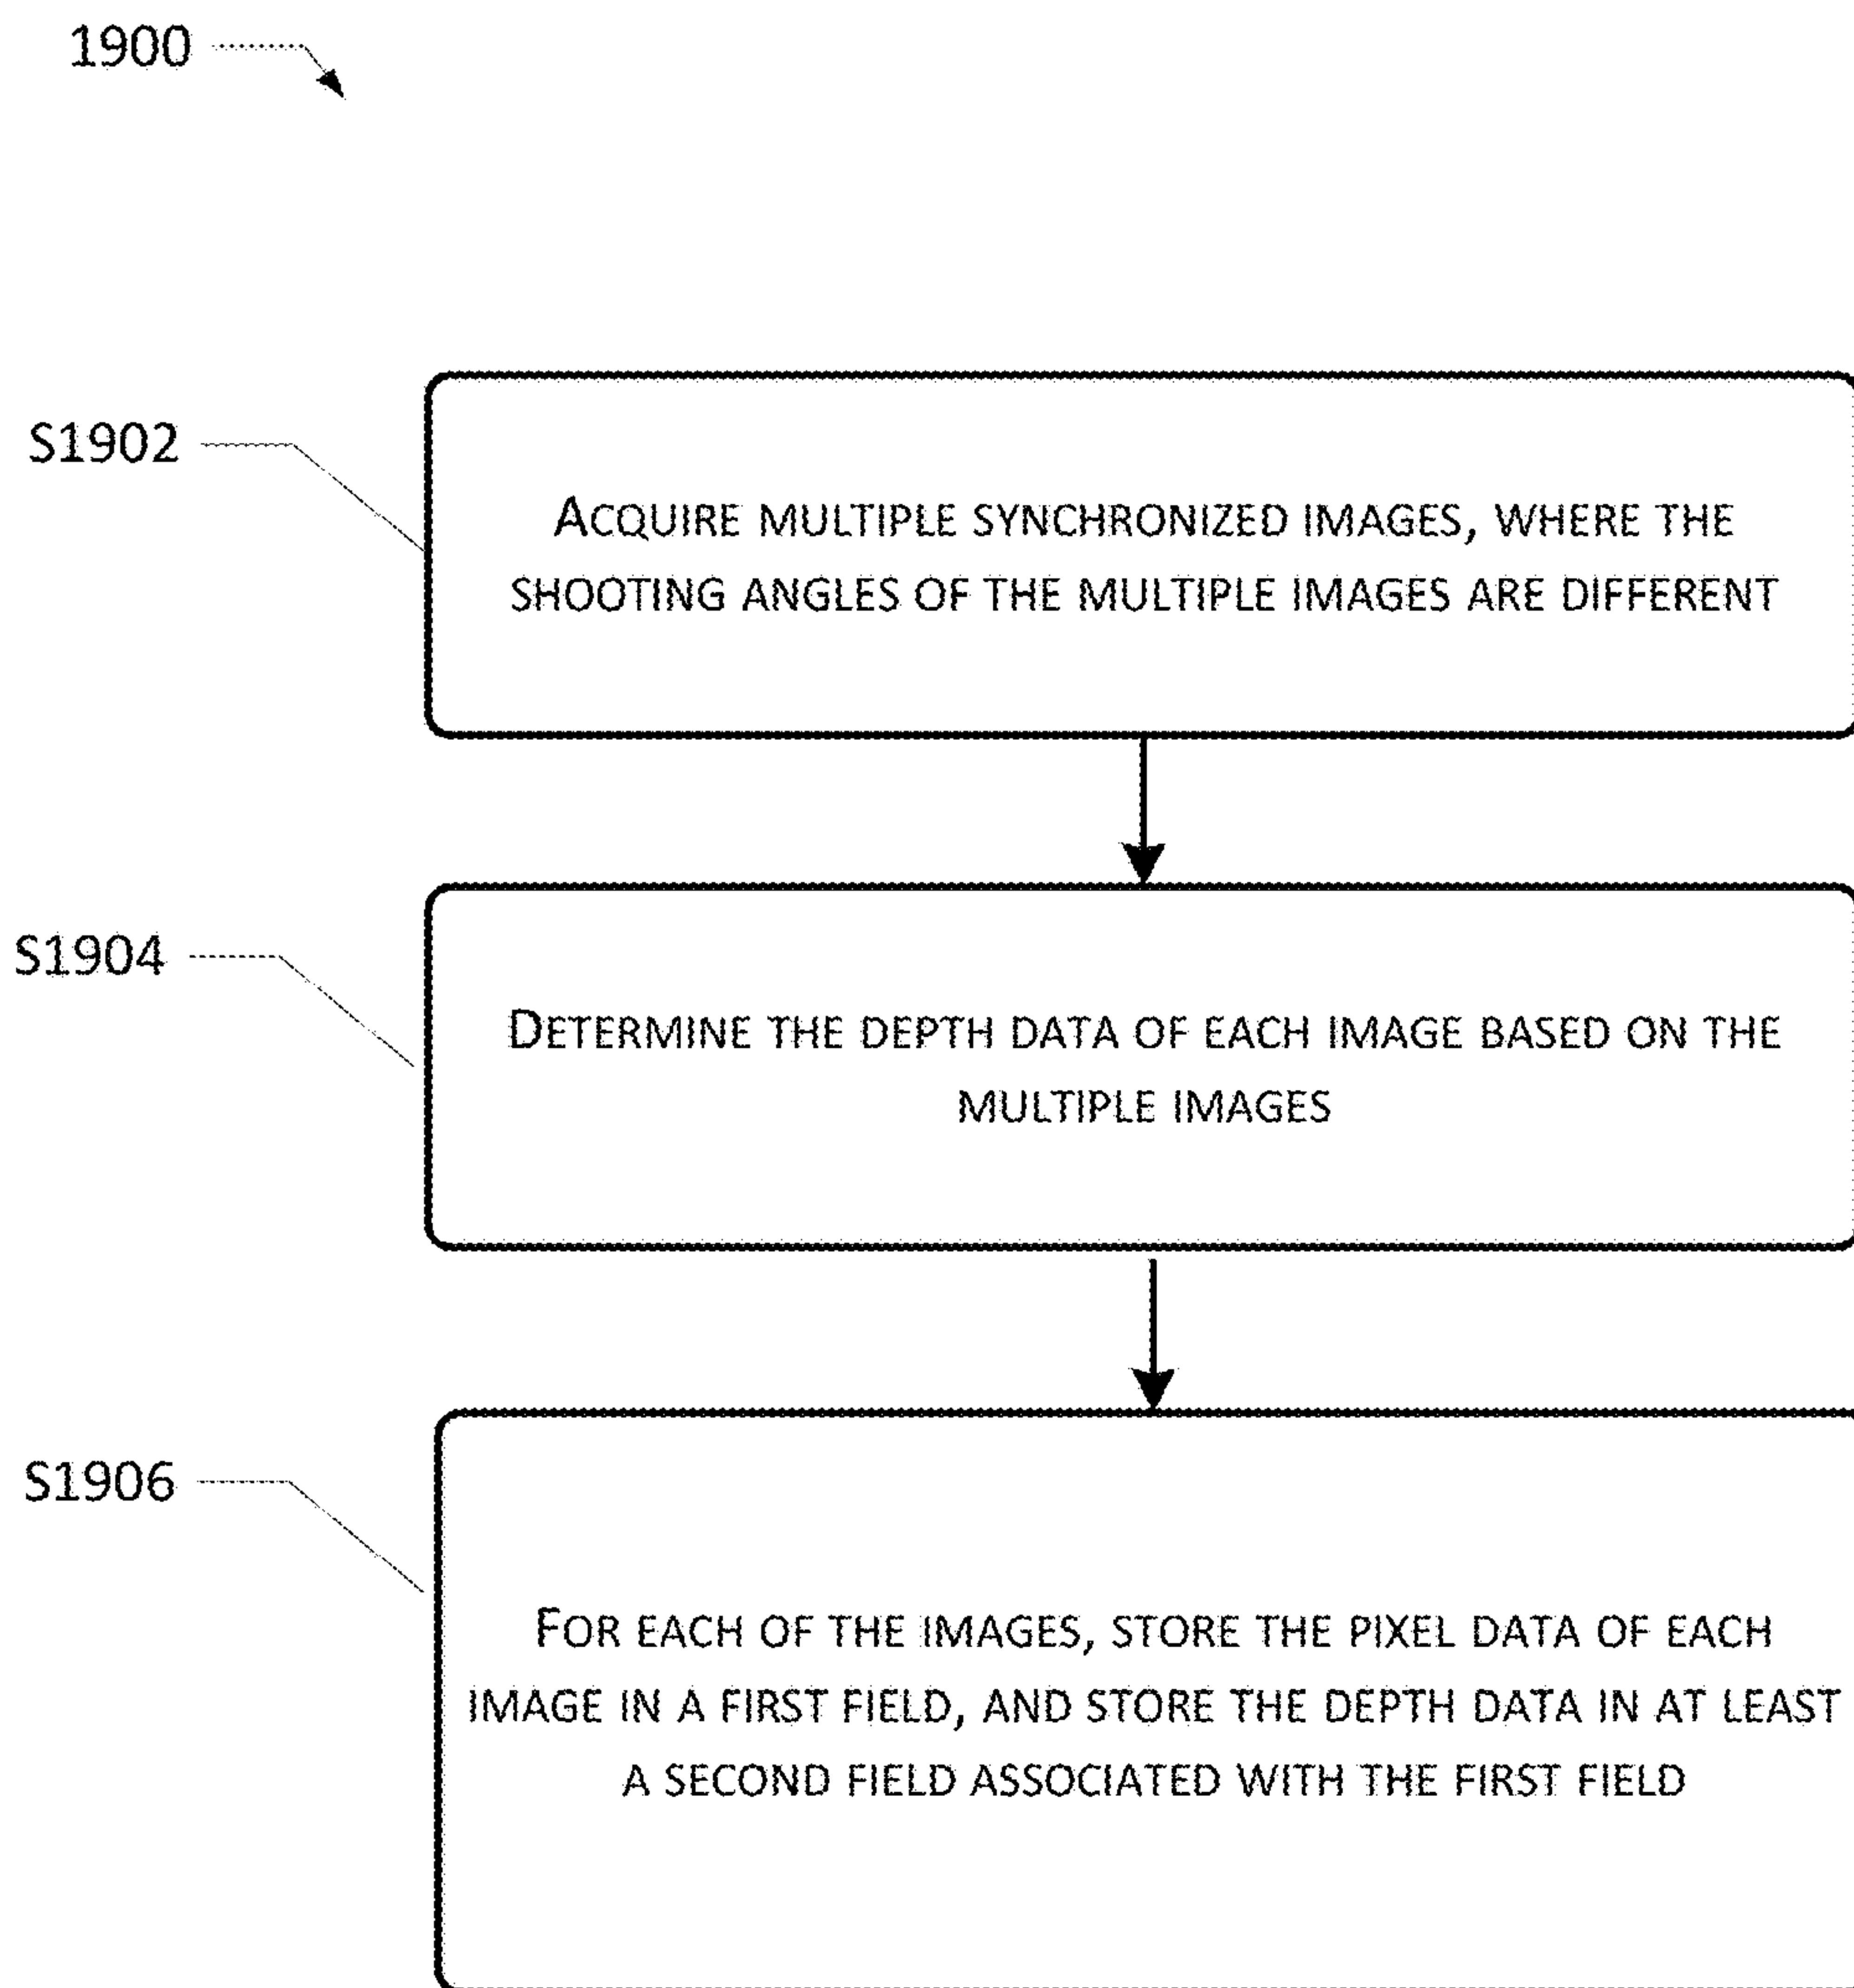 1900
S1902
ACQUIRE MULTIPLE SYNCHRONIZED IMAGES, WHERE THE
SHOOTING ANGLES OF THE MULTIPLE IMAGES ARE DIFFERENT
S1904
DETERMINE THE DEPTH DATA OF EACH IMAGE BASED ON THE
MULTIPLE IMAGES
S1906
FOR EACH OF THE IMAGES, STORE THE PIXEL DATA OF EACH
IMAGE IN A FIRST FIELD, AND STORE THE DEPTH DATA IN AT LEAST
A SECOND FIELD ASSOCIATED WITH THE FIRST FIELD